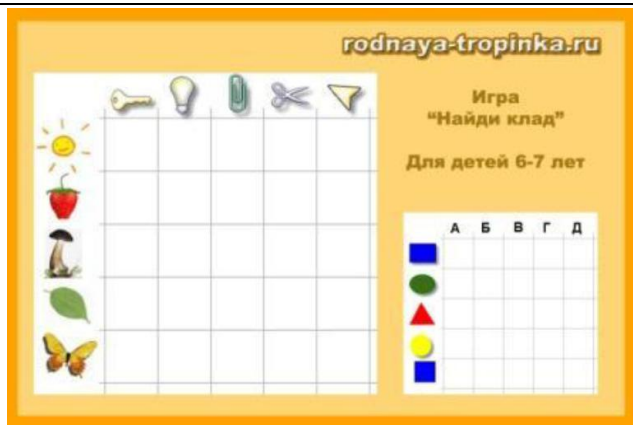 rodnaya-tropinka.ru
Игра
“Найди клад”
Для детей 6-7 лет
А Б В Г Д